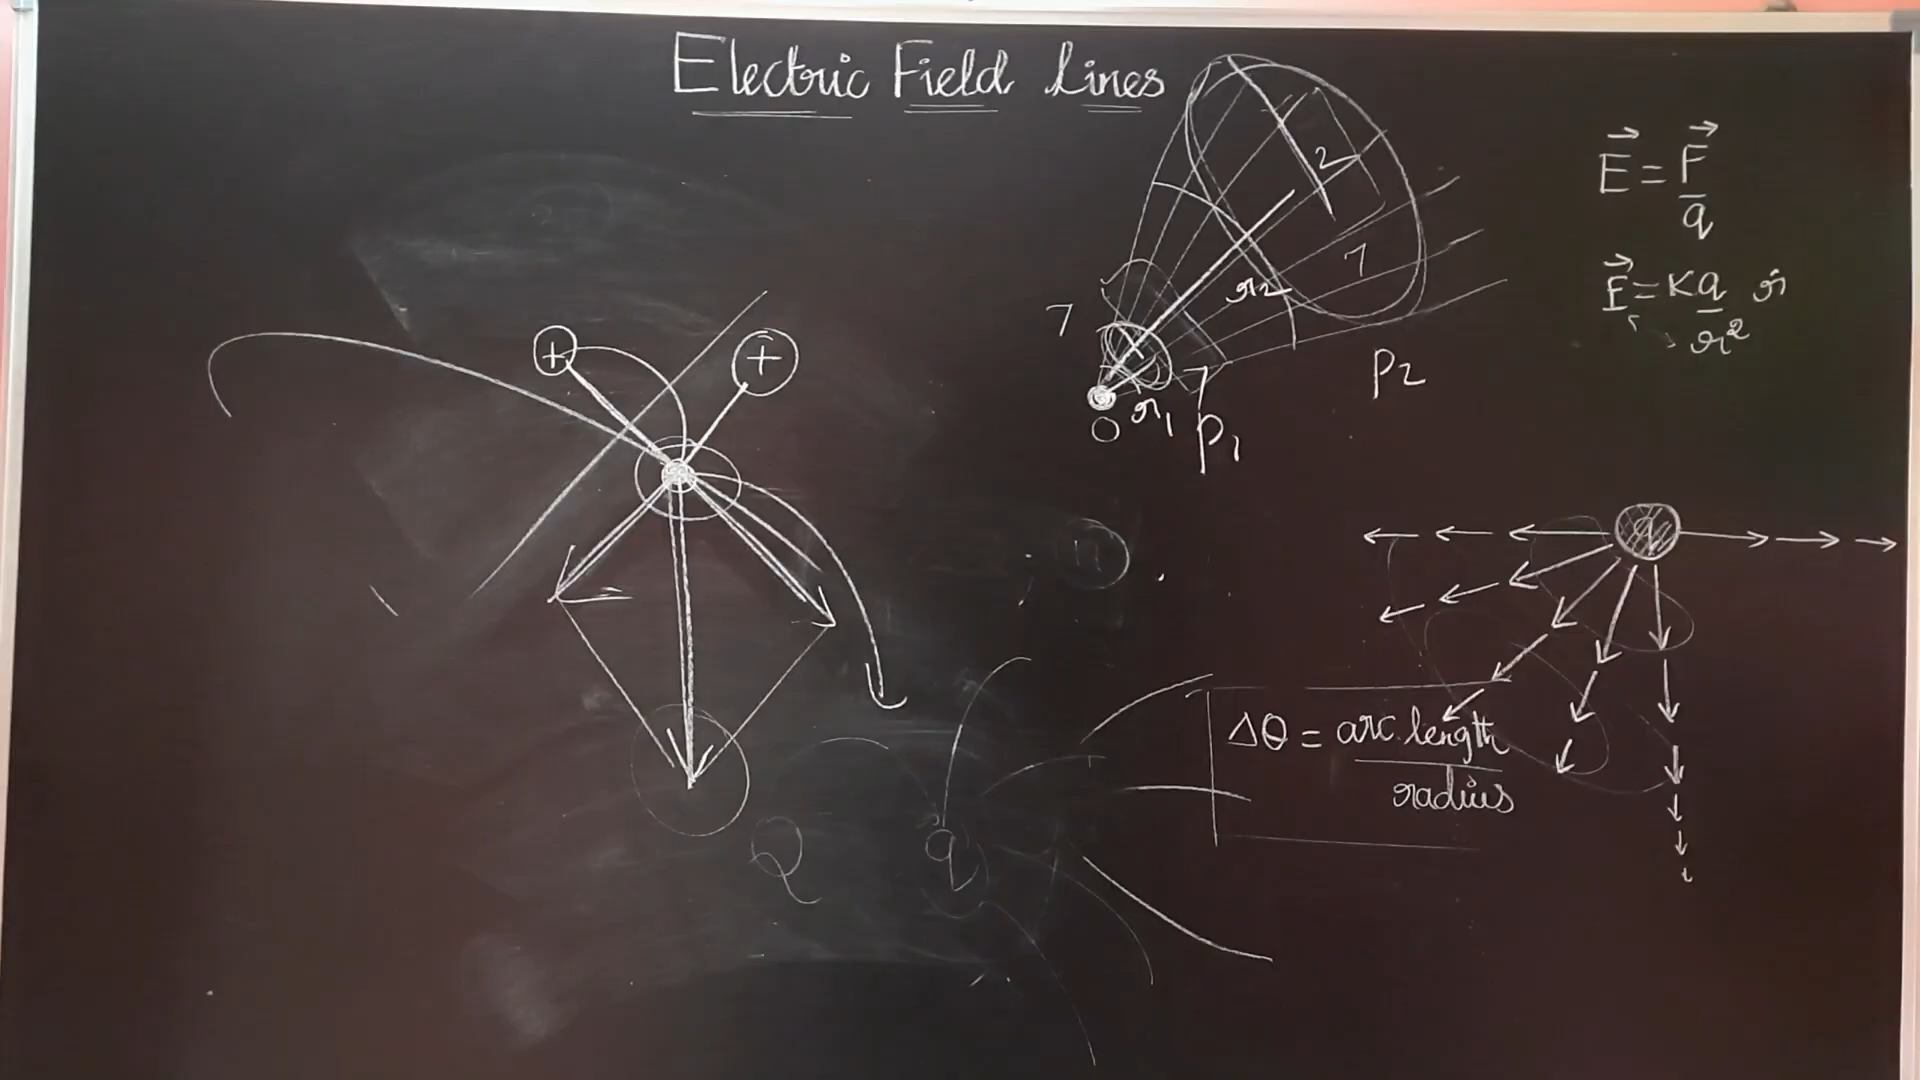 Electric Field Lines
E = F
q
E = Kq r
r2
2
7
7
r2
P2
O
r1
7
P1
+
+
q
n
Δθ = arc length
radius
Q
q